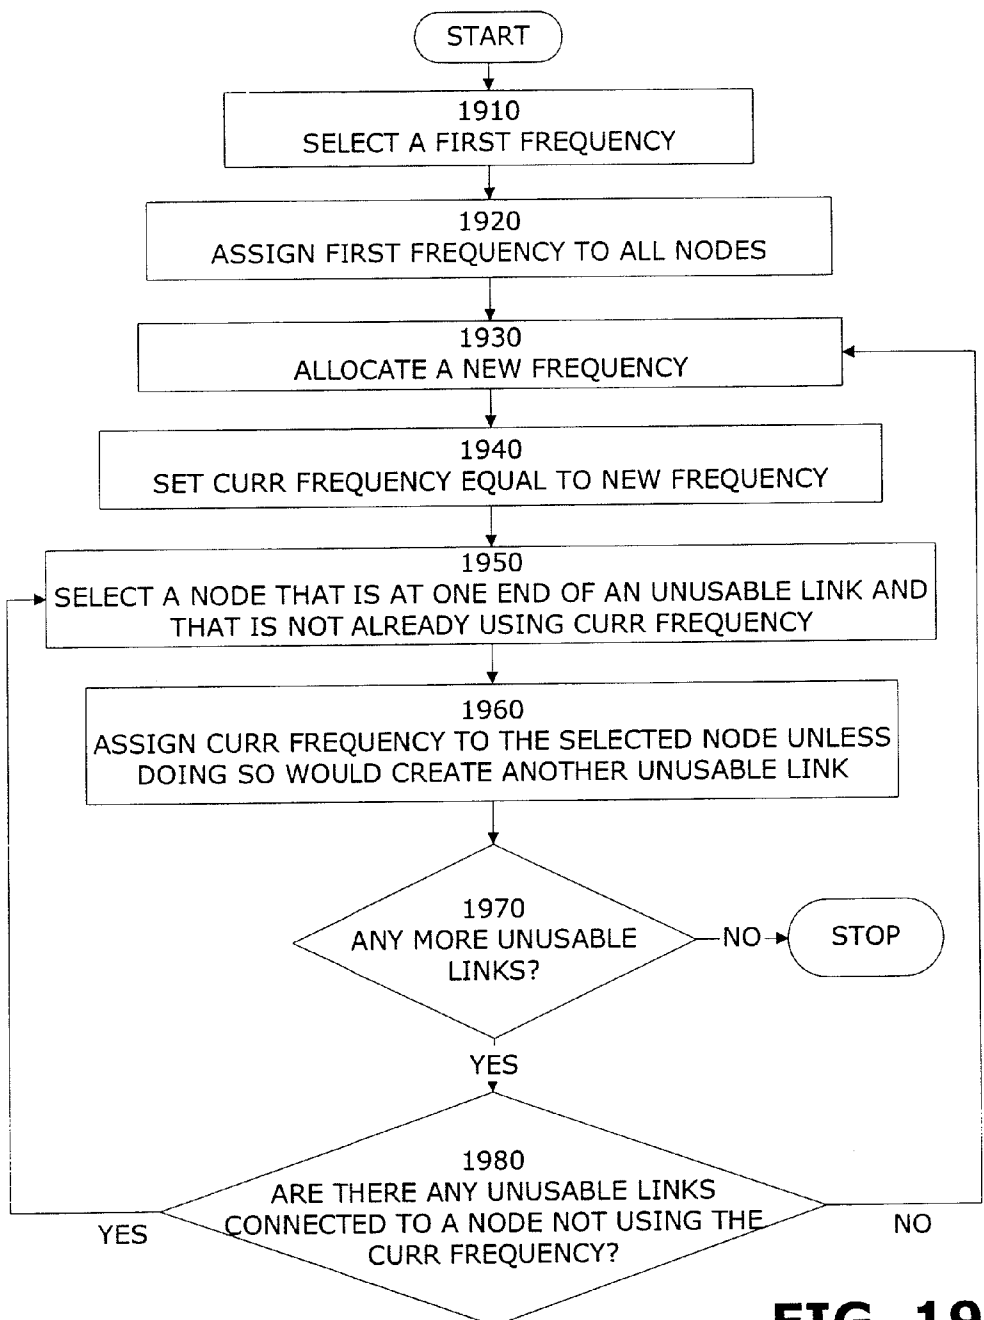 START
1910
SELECT A FIRST FREQUENCY
1920
ASSIGN FIRST FREQUENCY TO ALL NODES
1930
ALLOCATE A NEW FREQUENCY
1940
SET CURR FREQUENCY EQUAL TO NEW FREQUENCY
1950
SELECT A NODE THAT IS AT ONE END OF AN UNUSABLE LINK AND
THAT IS NOT ALREADY USING CURR FREQUENCY
1960
ASSIGN CURR FREQUENCY TO THE SELECTED NODE UNLESS
DOING SO WOULD CREATE ANOTHER UNUSABLE LINK
1970
ANY MORE UNUSABLE
LINKS?
NO
STOP
YES
1980
ARE THERE ANY UNUSABLE LINKS
CONNECTED TO A NODE NOT USING THE
CURR FREQUENCY?
YES
NO
FIG. 19